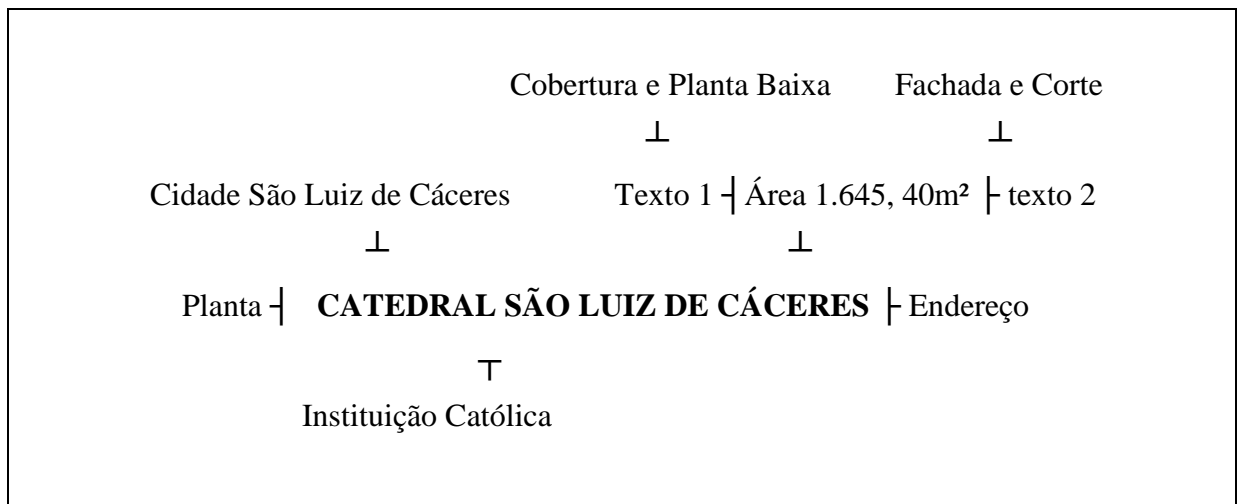 Cobertura e Planta Baixa Fachada e Corte
┴ ┴
Cidade São Luiz de Cáceres Texto 1 ┤Área 1.645, 40m² ├ texto 2
┴ ┴
Planta ┤ CATEDRAL SÃO LUIZ DE CÁCERES ├ Endereço
┬
Instituição Católica